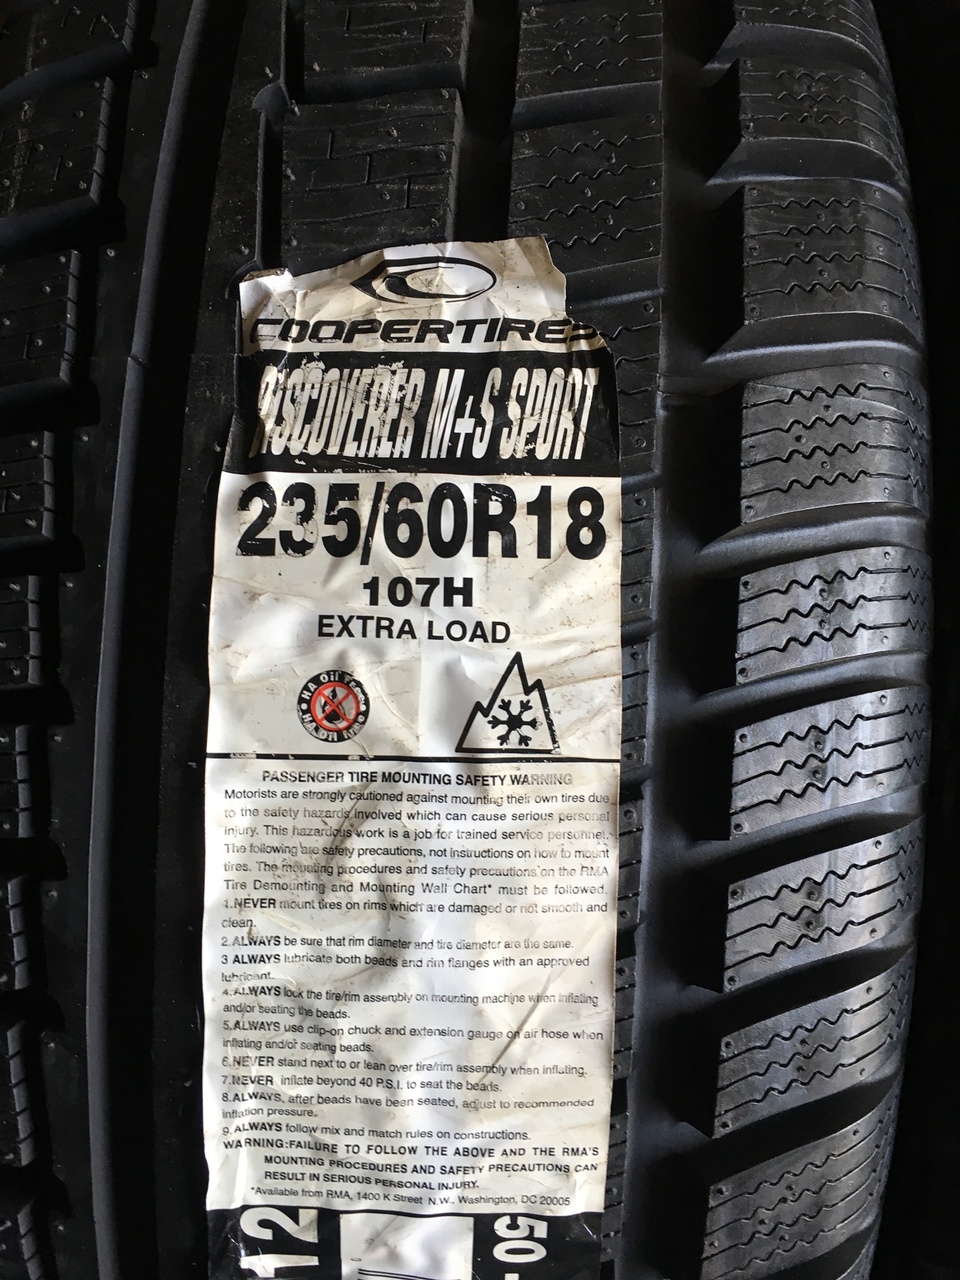 COOPERTIRES
DISCOVERER M+S SPORT
235/60R18
107H
EXTRA LOAD
HA Oil Free
PASSENGER TIRE MOUNTING SAFETY WARNING
Motorists are strongly cautioned against mounting their own tires due
to the safety hazards involved which can cause serious personal
injury. This hazardous work is a job for trained service personnel.
The following are safety precautions, not instructions on how to mount
tires. The mounting procedures and safety precautions on the RMA
Tire Demounting and Mounting Wall Chart* must be followed.
1.NEVER mount tires on rims which are damaged or not smooth and
clean.
2.ALWAYS be sure that rim diameter and tire diameter are the same.
3 ALWAYS lubricate both beads and rim flanges with an approved
lubricant.
4.ALWAYS lock the tire/rim assembly on mounting machine when inflating
and/or seating the beads.
5.ALWAYS use clip-on chuck and extension gauge on air hose when
inflating and/or seating beads.
6.NEVER stand next to or lean over tire/rim assembly when inflating.
7.NEVER inflate beyond 40 P.S.I. to seat the beads.
8.ALWAYS, after beads have been seated, adjust to recommended
inflation pressure.
9.ALWAYS follow mix and match rules on constructions.
WARNING:FAILURE TO FOLLOW THE ABOVE AND THE RMA'S
MOUNTING PROCEDURES AND SAFETY PRECAUTIONS CAN
RESULT IN SERIOUS PERSONAL INJURY.
*Available from RMA, 1400 K Street N.W., Washington, DC 20005
12
50-